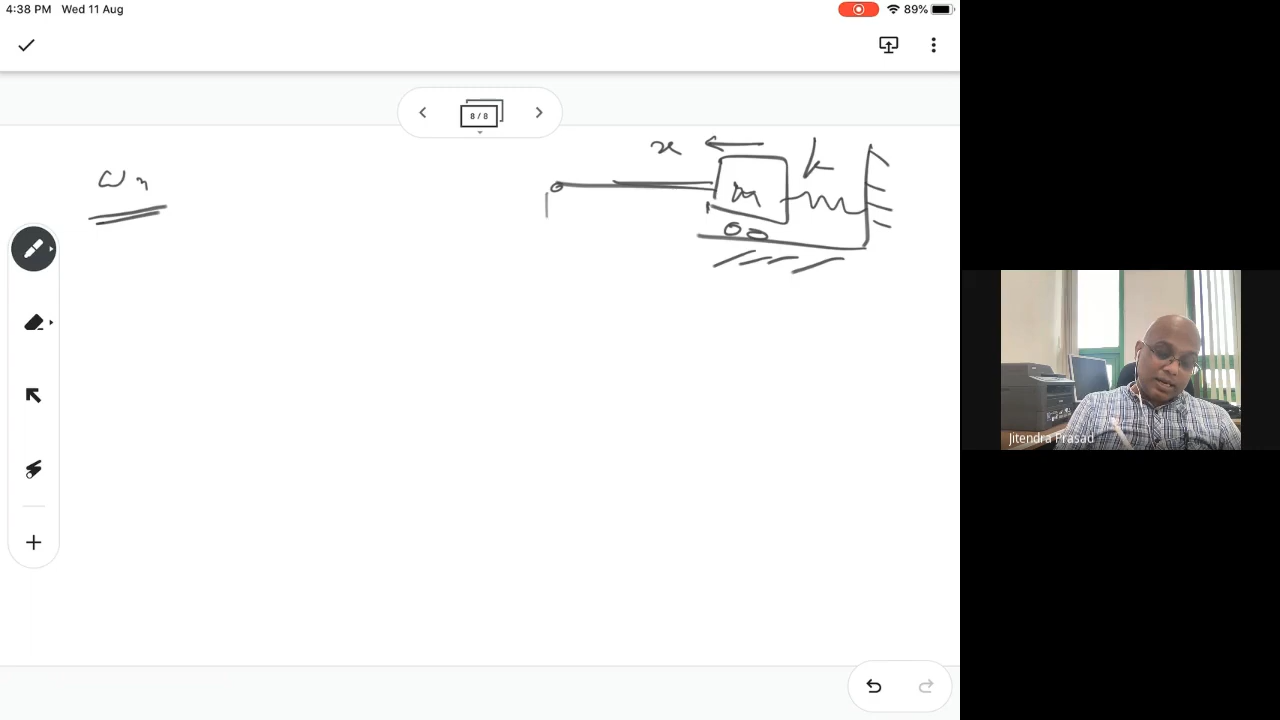 4:38 PM Wed 11 Aug
89%
8 / 8
x
k
ωn
m
Jitendra Prasad